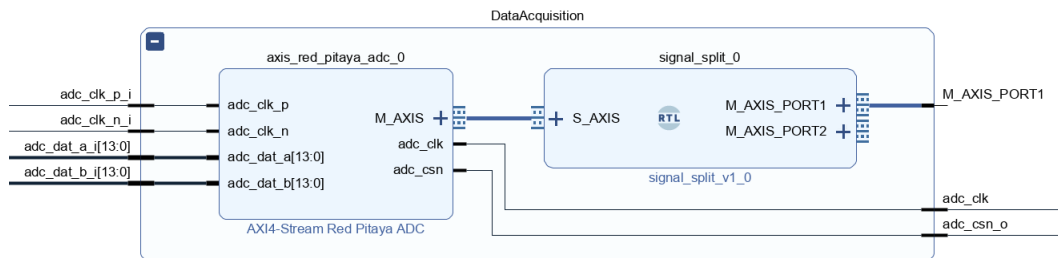 DataAcquisition
axis_red_pitaya_adc_0
signal_split_0
adc_clk_p_i
adc_clk_n_i
adc_dat_a_i[13:0]
adc_dat_b_i[13:0]
adc_clk_p
adc_clk_n
adc_dat_a[13:0]
adc_dat_b[13:0]
M_AXIS
adc_clk
adc_csn
AXI4-Stream Red Pitaya ADC
S_AXIS
RTL
M_AXIS_PORT1
M_AXIS_PORT2
signal_split_v1_0
M_AXIS_PORT1
adc_clk
adc_csn_o